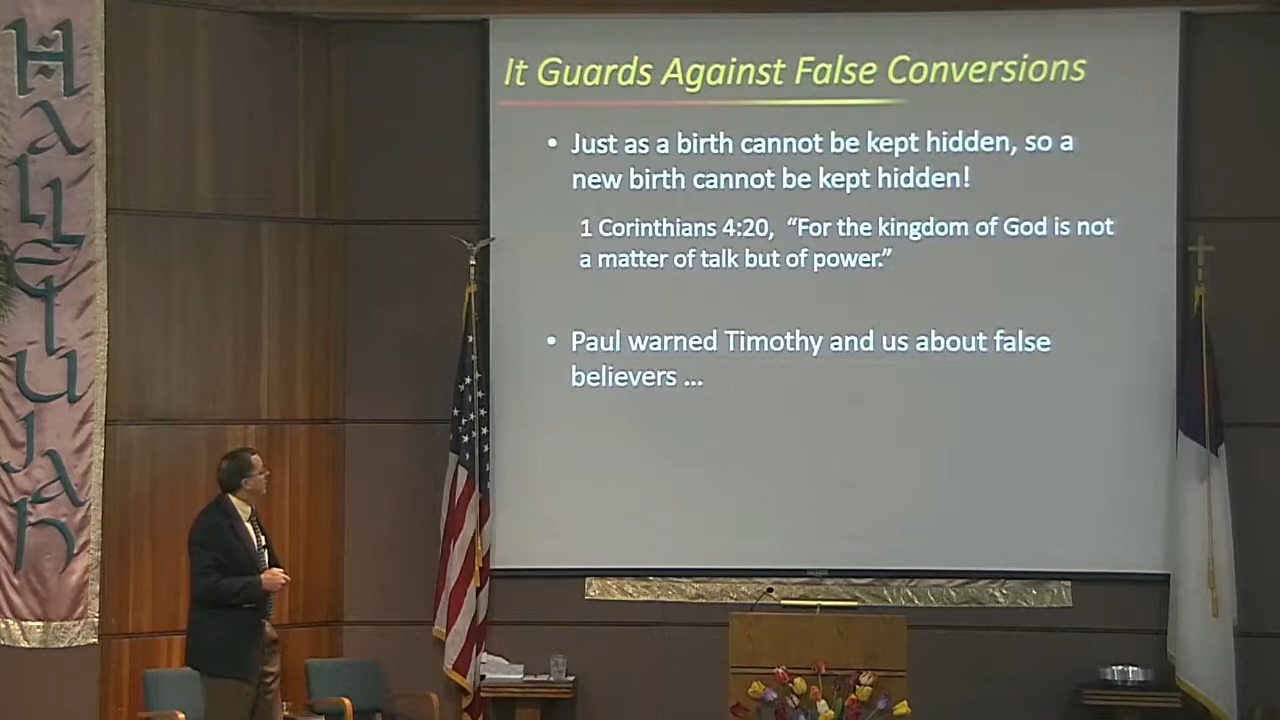 Hallelujah
It Guards Against False Conversions
• Just as a birth cannot be kept hidden, so a
new birth cannot be kept hidden!
1 Corinthians 4:20, “For the kingdom of God is not
a matter of talk but of power.”
• Paul warned Timothy and us about false
believers ...